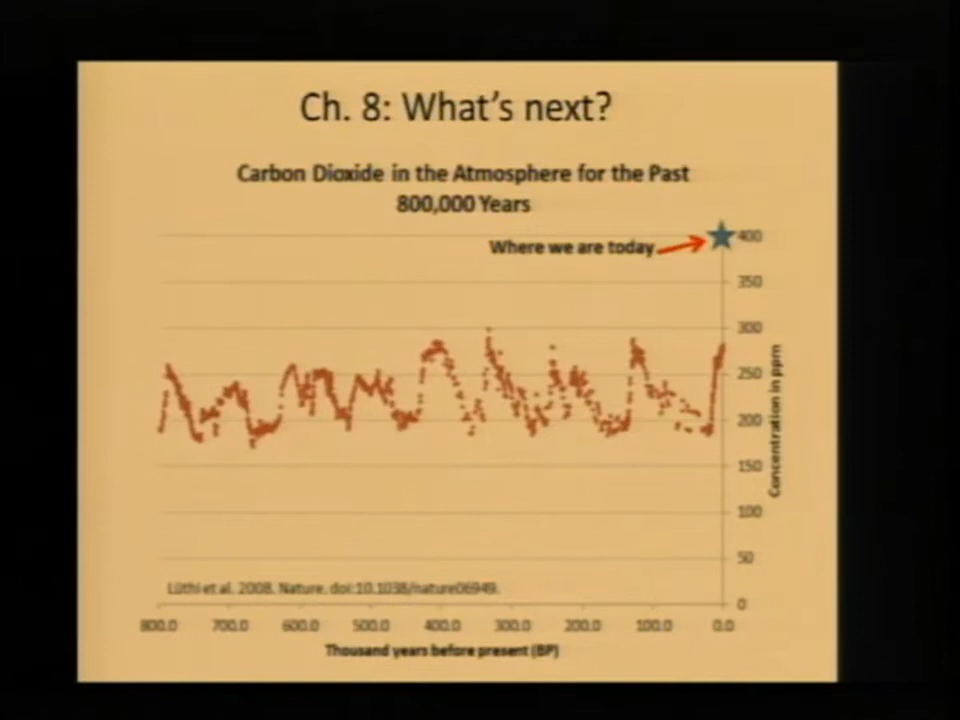 Ch. 8: What's next?
Carbon Dioxide in the Atmosphere for the Past
800,000 Years
Where we are today
400
350
300
250
200
150
100
50
0
Concentration in ppm
Lüthi et al. 2008. Nature. doi:10.1038/nature06949.
800.0 700.0 600.0 500.0 400.0 300.0 200.0 100.0 0.0
Thousand years before present (BP)